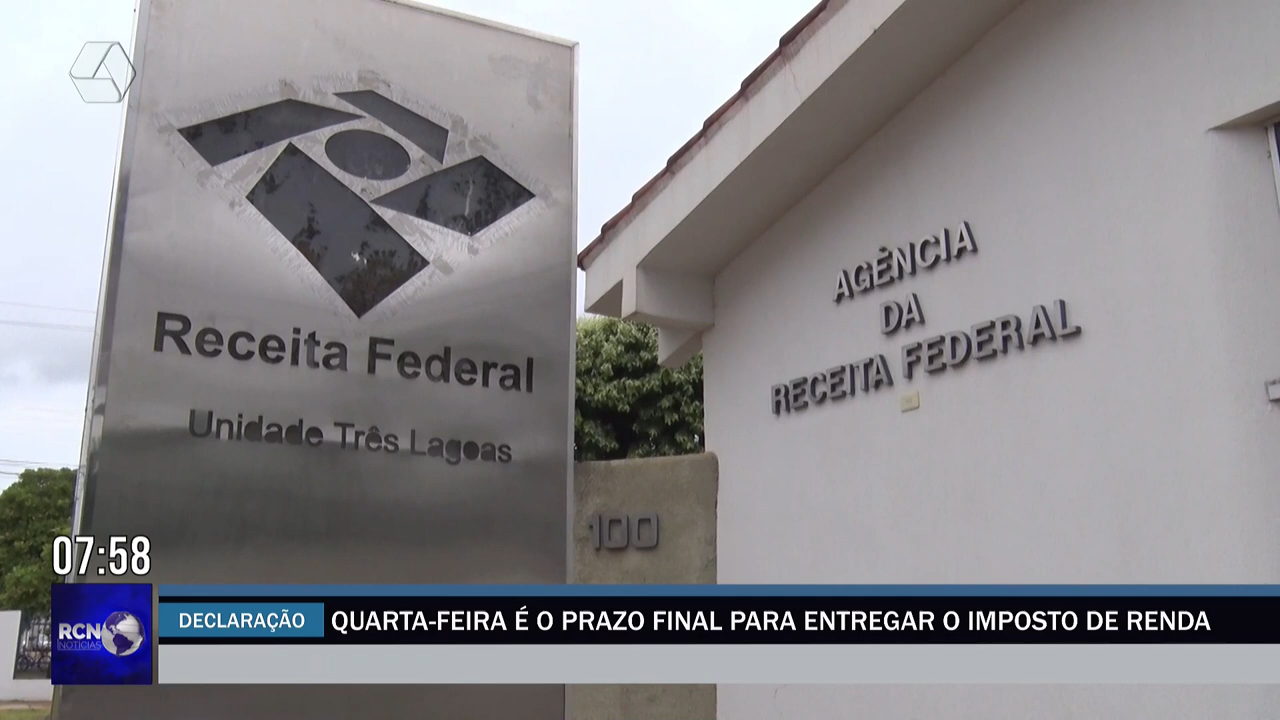 Receita Federal
Unidade Três Lagoas
AGÊNCIA
DA
RECEITA FEDERAL
100
07:58
RCN
NOTÍCIAS
DECLARAÇÃO
QUARTA-FEIRA É O PRAZO FINAL PARA ENTREGAR O IMPOSTO DE RENDA